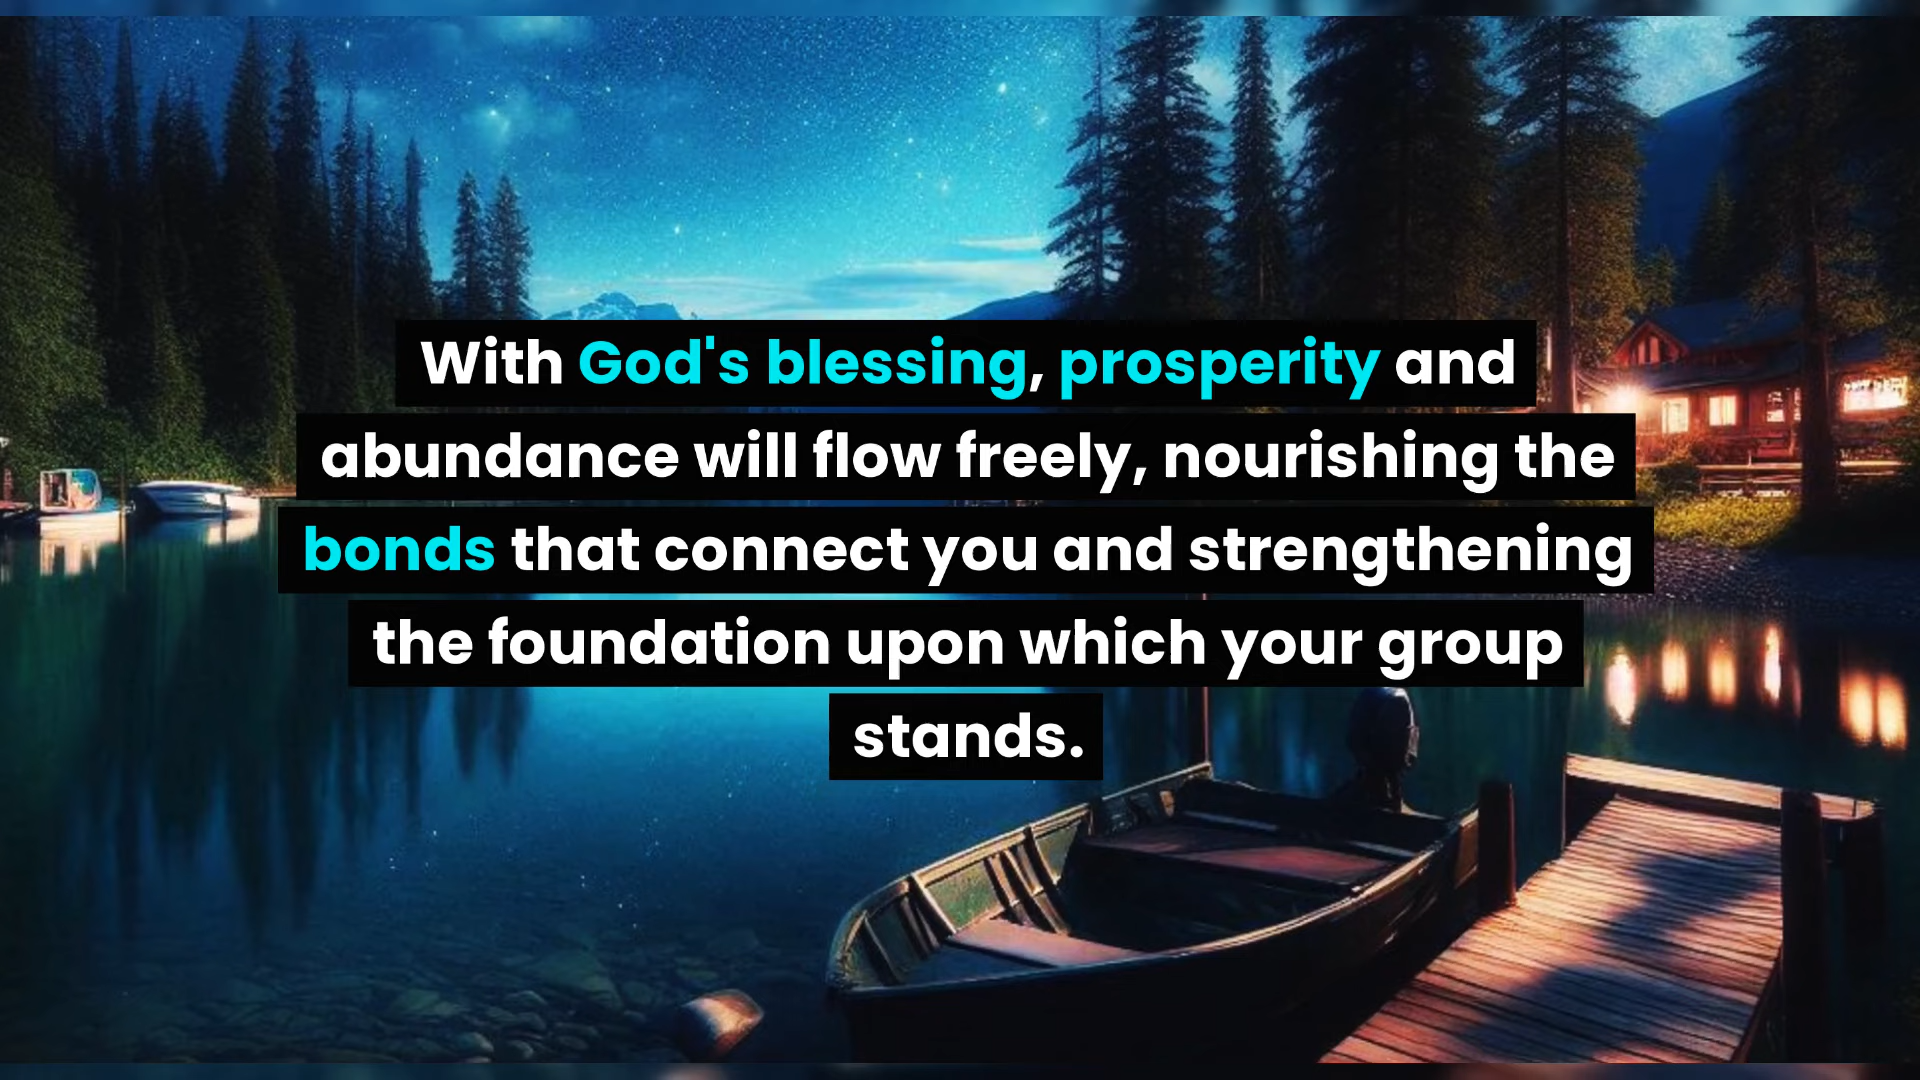 With God's blessing, prosperity and
abundance will flow freely, nourishing the
bonds that connect you and strengthening
the foundation upon which your group
stands.